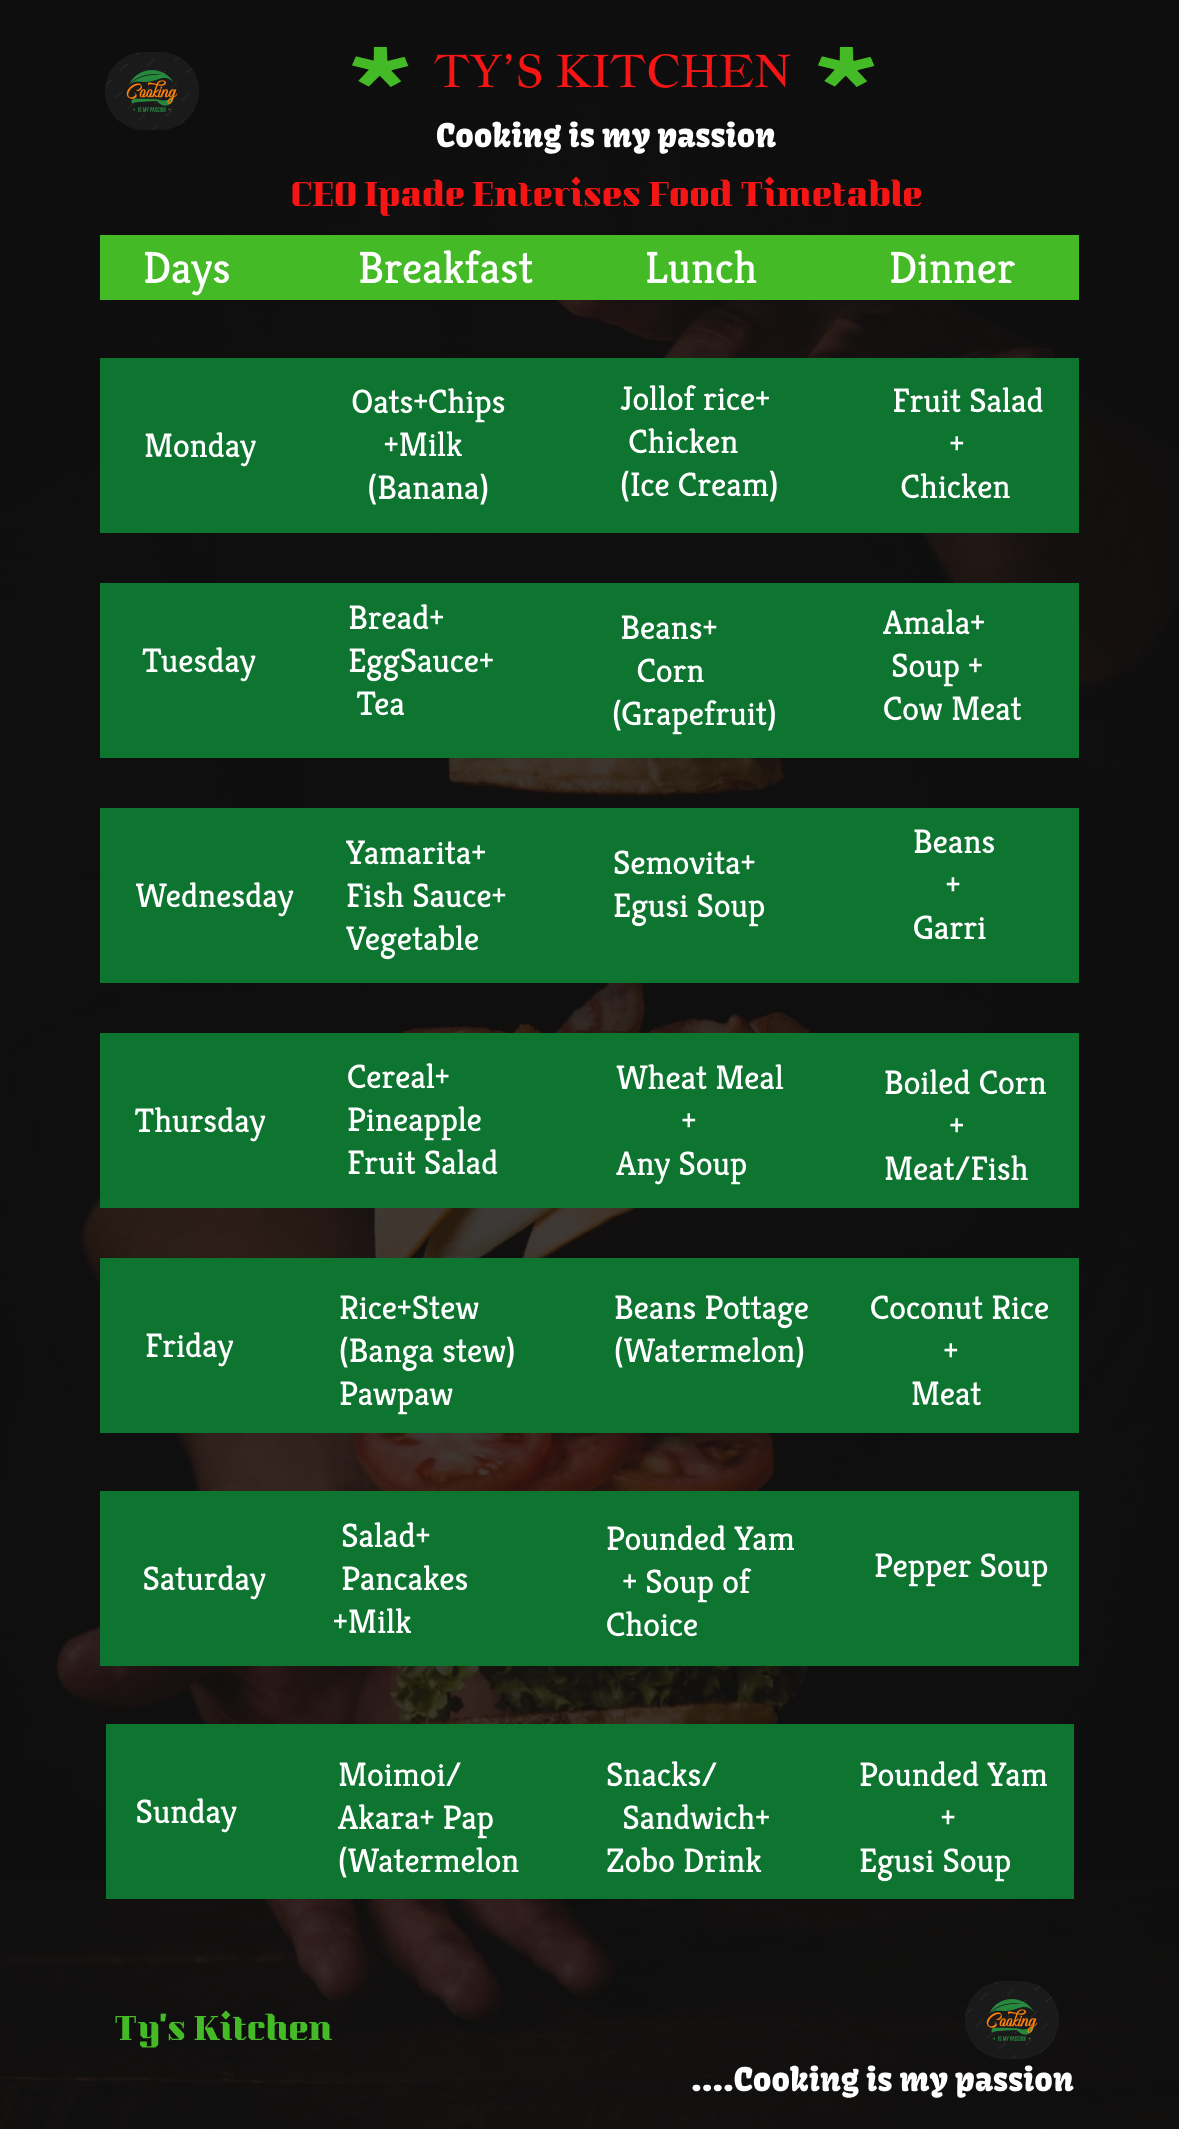 Cooking
IS MY PASSION
* TY'S KITCHEN *
Cooking is my passion
CEO Ipade Enterises Food Timetable
Days Breakfast Lunch Dinner
Monday
Oats+Chips
+Milk
(Banana)
Jollof rice+
Chicken
(Ice Cream)
Fruit Salad
+
Chicken
Tuesday
Bread+
EggSauce+
Tea
Beans+
Corn
(Grapefruit)
Amala+
Soup +
Cow Meat
Wednesday
Yamarita+
Fish Sauce+
Vegetable
Semovita+
Egusi Soup
Beans
+
Garri
Thursday
Cereal+
Pineapple
Fruit Salad
Wheat Meal
+
Any Soup
Boiled Corn
+
Meat/Fish
Friday
Rice+Stew
(Banga stew)
Pawpaw
Beans Pottage
(Watermelon)
Coconut Rice
+
Meat
Saturday
Salad+
Pancakes
+Milk
Pounded Yam
+ Soup of
Choice
Pepper Soup
Sunday
Moimoi/
Akara+ Pap
(Watermelon
Snacks/
Sandwich+
Zobo Drink
Pounded Yam
+
Egusi Soup
Ty's Kitchen
Cooking
IS MY PASSION
....Cooking is my passion